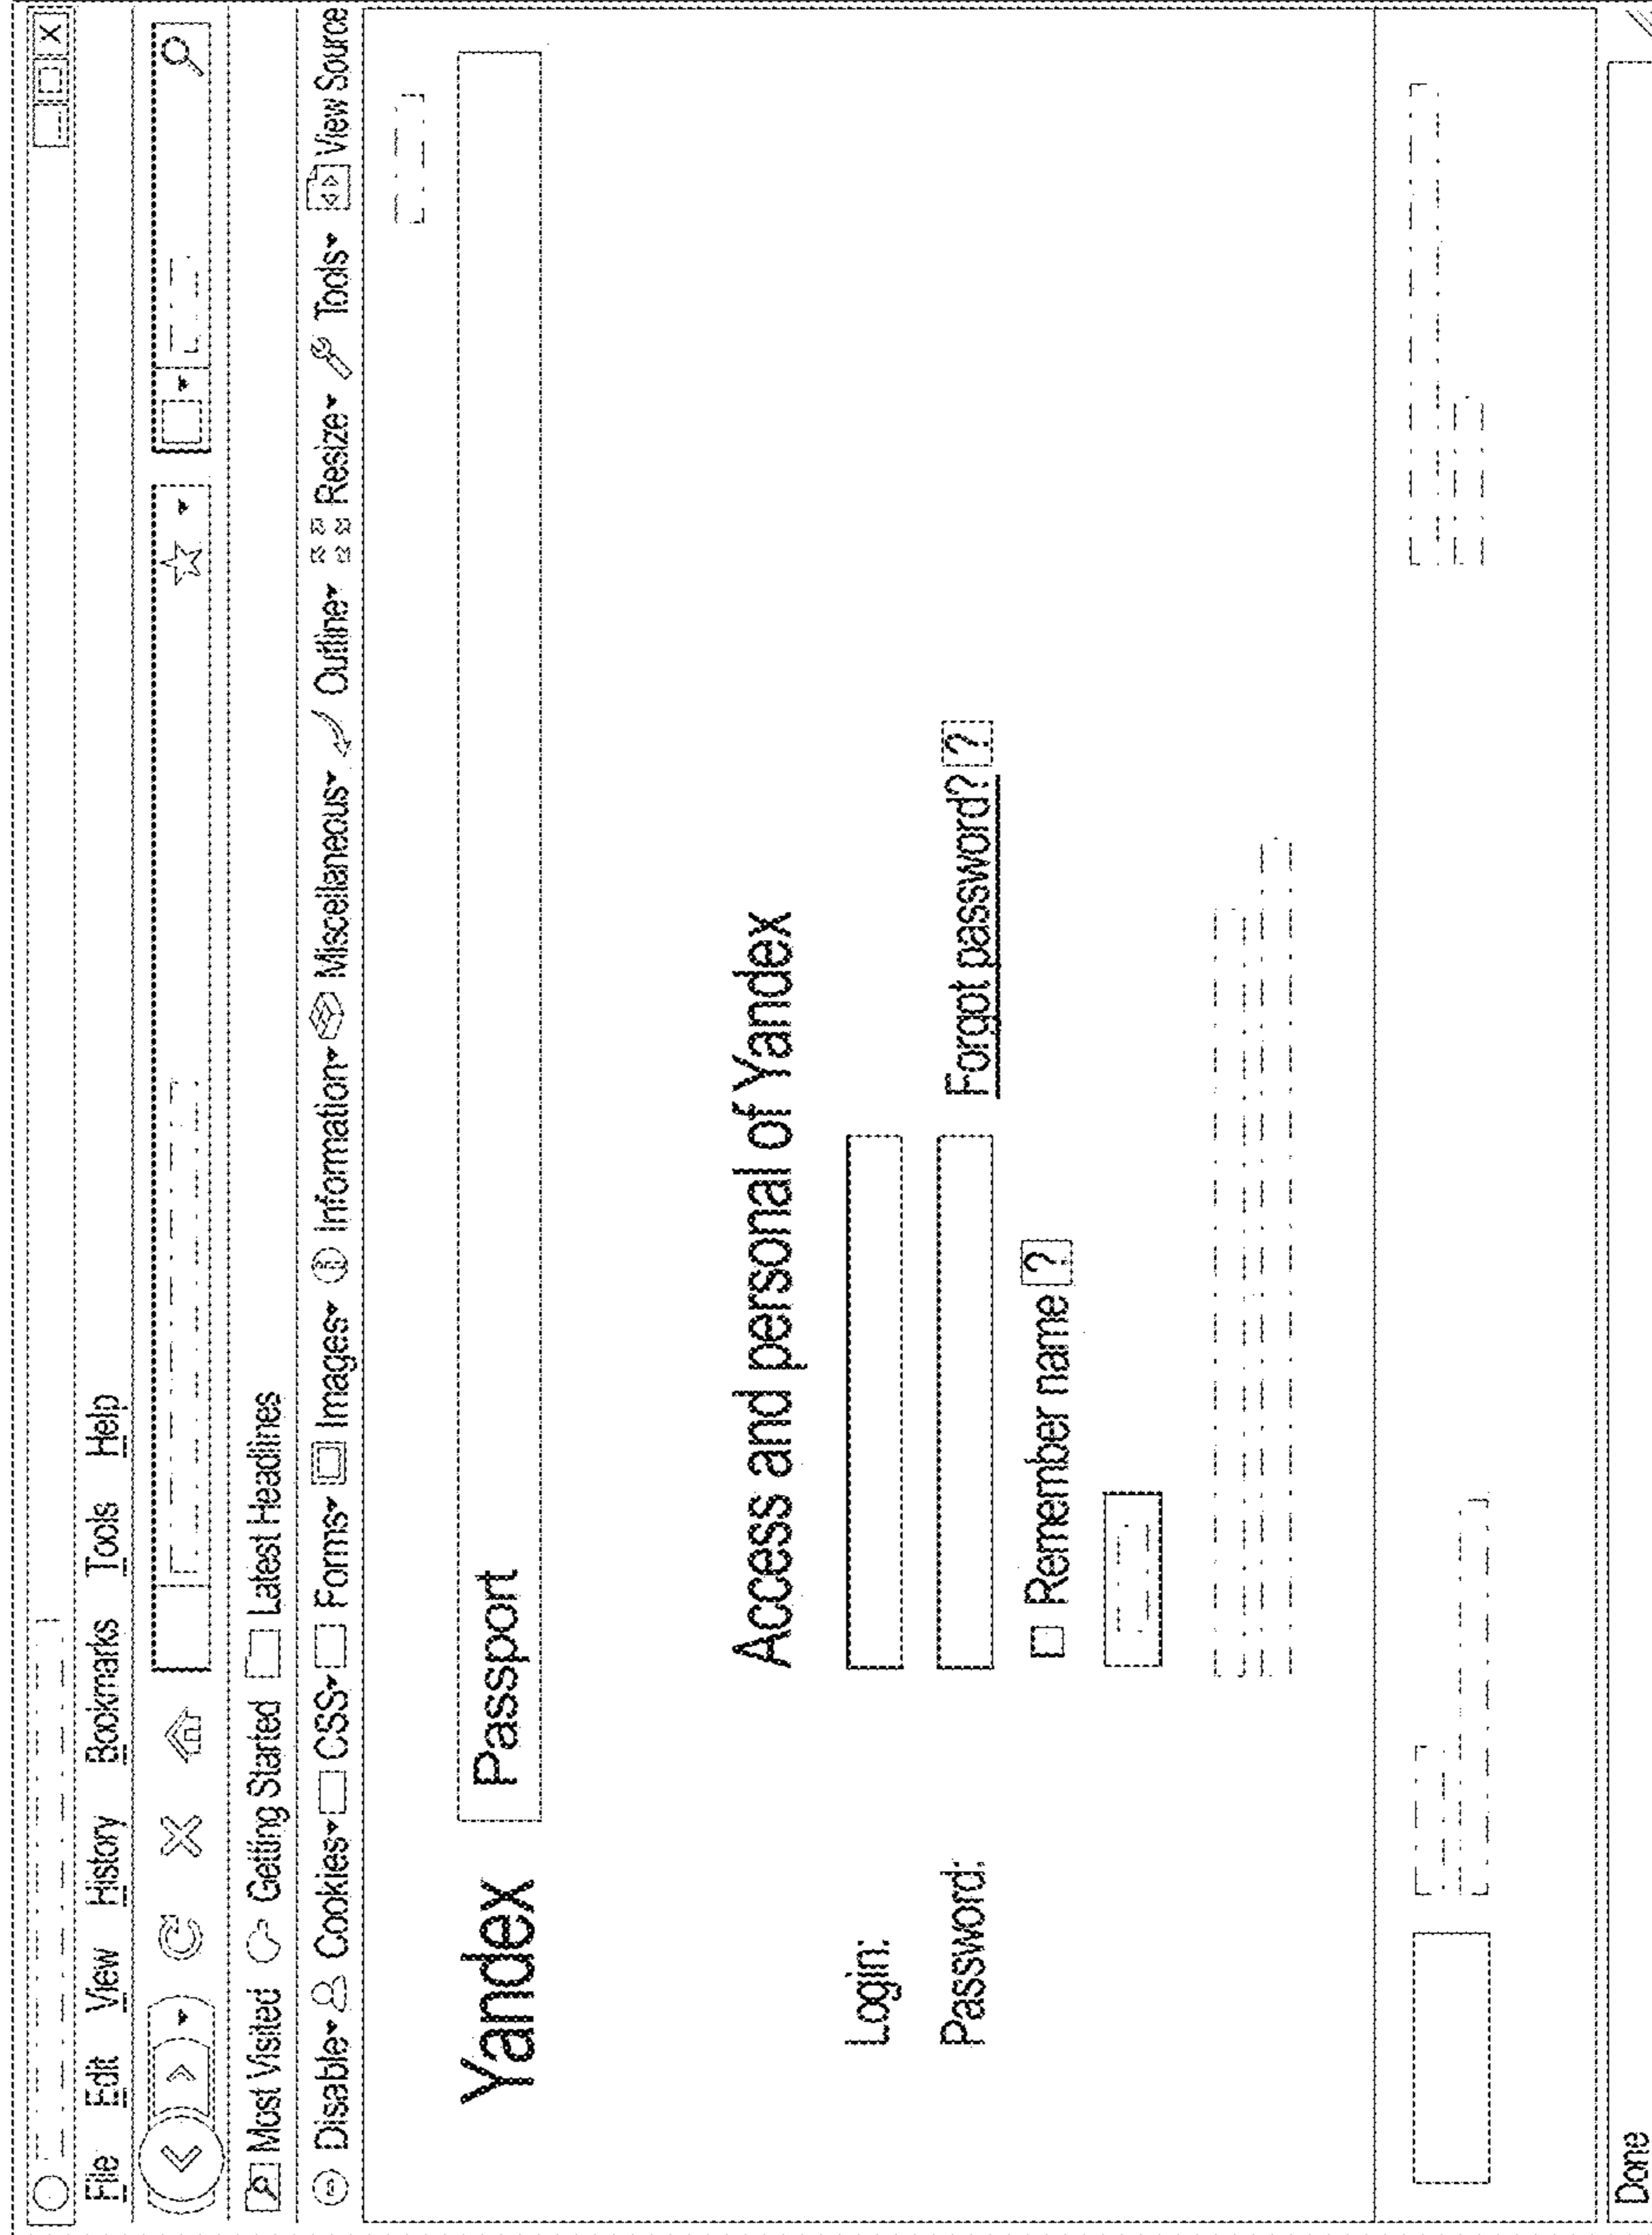 File Edit View History Bookmarks Tools Help
Most Visited Getting Started Latest Headlines
Disable Cookies CSS Forms Images Information Miscellaneous Outline Resize Tools View Source
Yandex Passport
Access and personal of Yandex
Login:
Password: Forgot password? ?
Remember name ?
Done